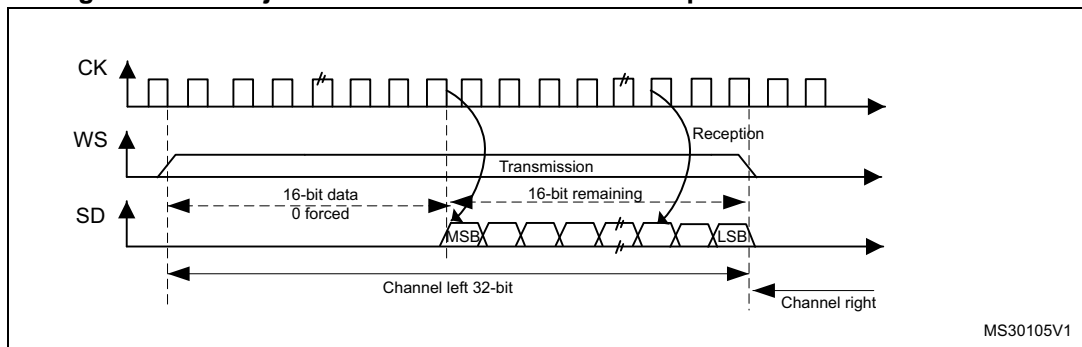 CK
Reception
WS
Transmission
16-bit data
0 forced
16-bit remaining
SD
MSB
LSB
Channel left 32-bit
Channel right
MS30105V1